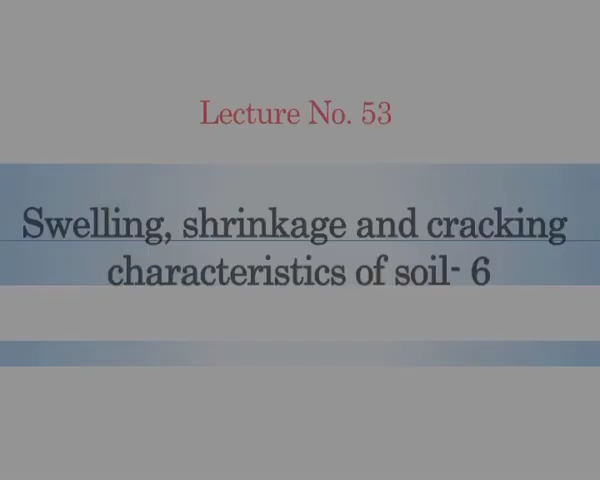 Lecture No. 53
Swelling, shrinkage and cracking
characteristics of soil- 6